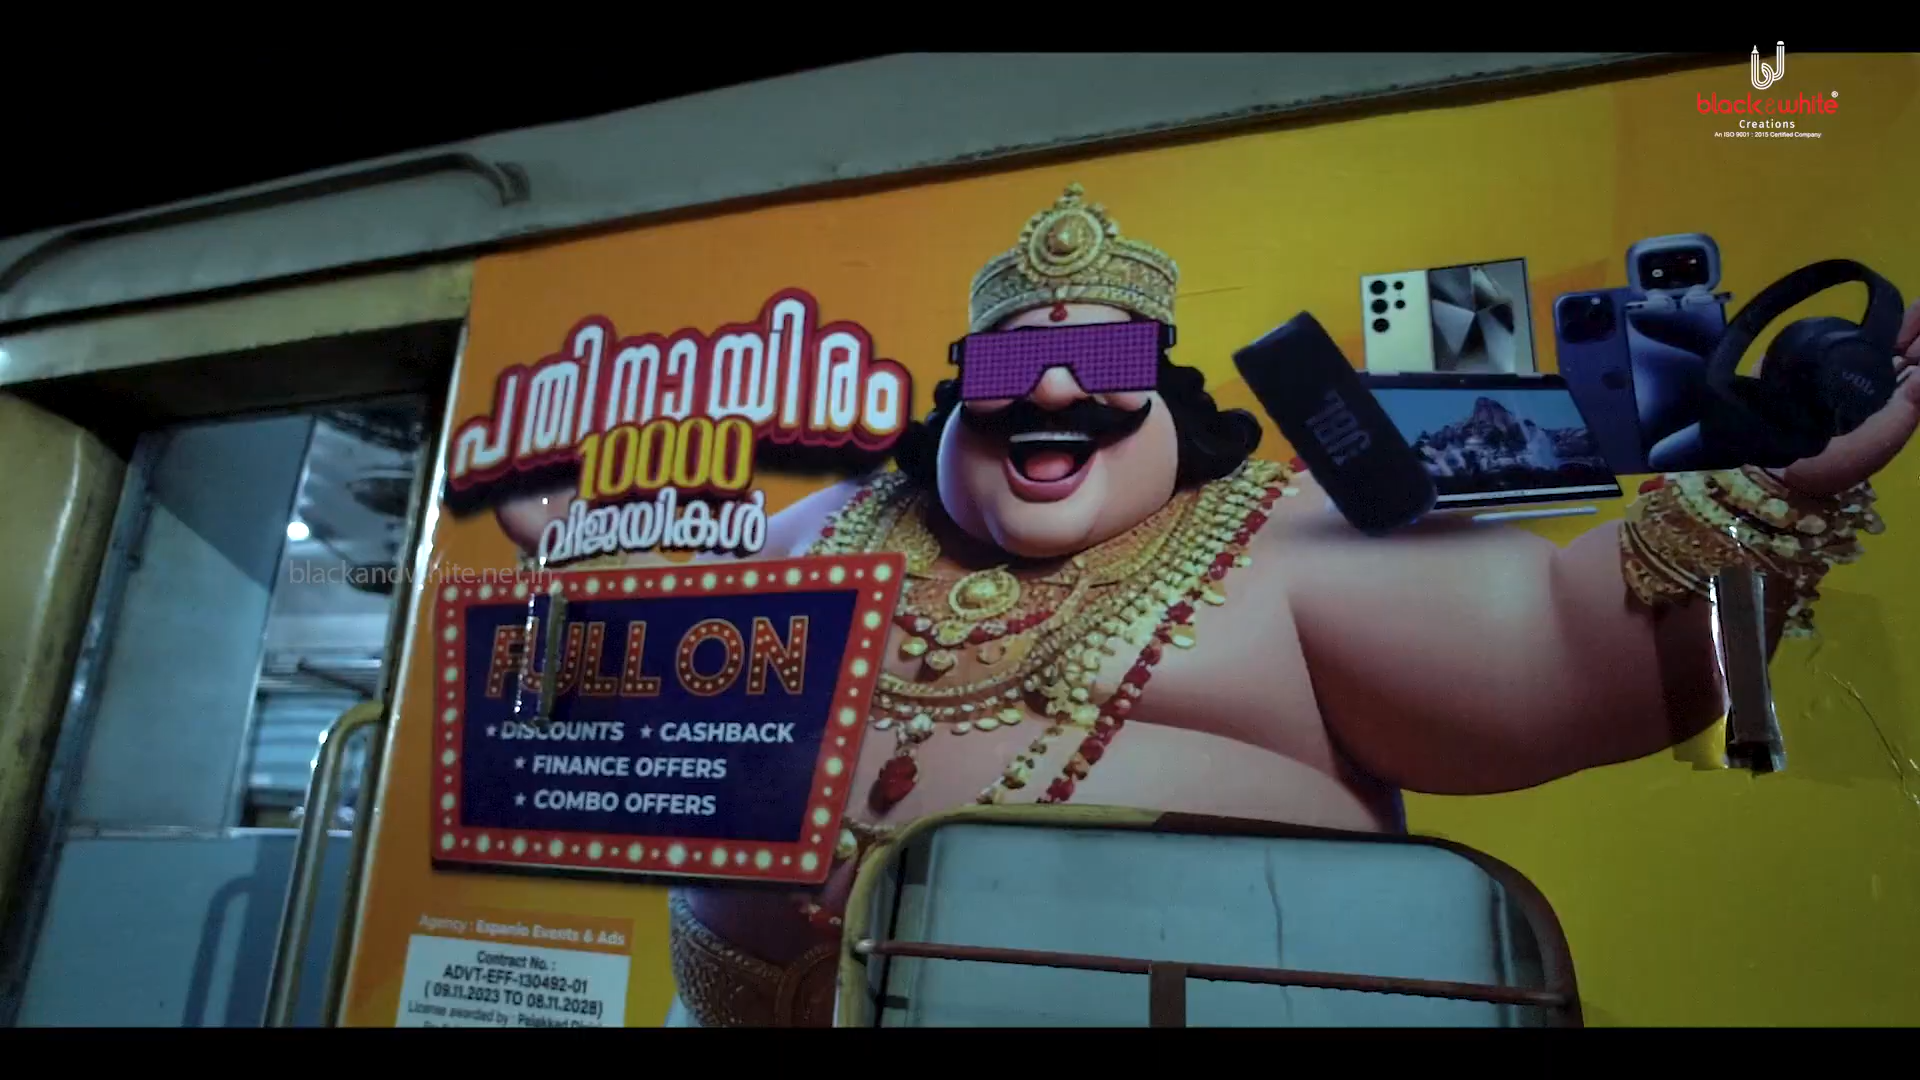 black&white®
Creations
An ISO 9001 : 2015 Certified Company
പതിനായിരം
10000
വിജയികൾ
blackandwhite.net.in
FULL ON
★ DISCOUNTS ★ CASHBACK
★ FINANCE OFFERS
★ COMBO OFFERS
JBL
JBL
Agency : Espanio Events & Ads
Contract No. :
ADVT-EFF-130492-01
( 09.11.2023 TO 08.11.2028)
License awarded by : Palakkad